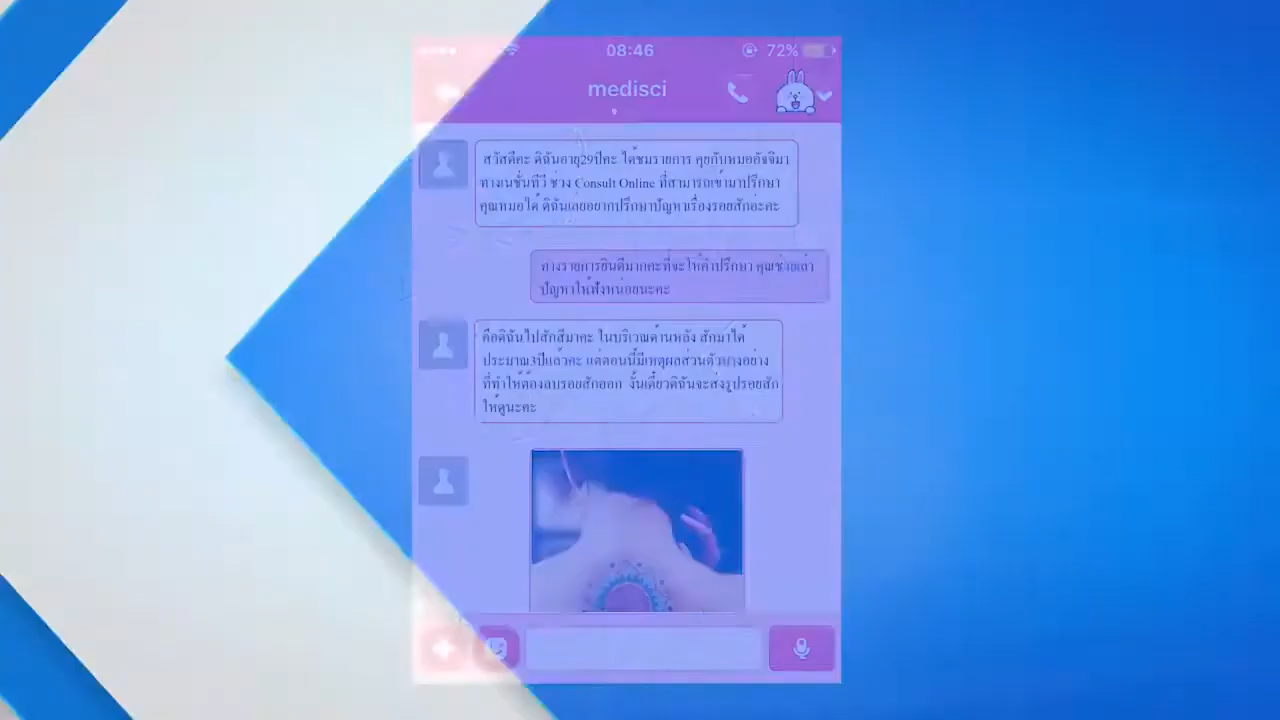 08:46
72%
medisci
สวัสดีคะ ดิฉันอายุ29ปีคะ ได้ชมรายการ คุยกับหมออัจจิมา
ทางเนชั่นทีวี ช่วง Consult Online ที่สามารถเข้ามาปรึกษา
คุณหมอได้ ดิฉันเลยอยากปรึกษาปัญหาเรื่องรอยสักอะคะ
ทางรายการยินดีมากคะที่จะให้คำปรึกษา คุณช่วยเล่า
ปัญหาให้ฟังหน่อยนะคะ
คือดิฉันไปสักสีมาคะ ในบริเวณด้านหลัง สักมาได้
ประมาณ3ปีแล้วคะ แต่ตอนนี้มีเหตุผลส่วนตัวบางอย่าง
ที่ทำให้ต้องลบรอยสักออก งั้นเดี๋ยวดิฉันจะส่งรูปรอยสัก
ให้ดูนะคะ